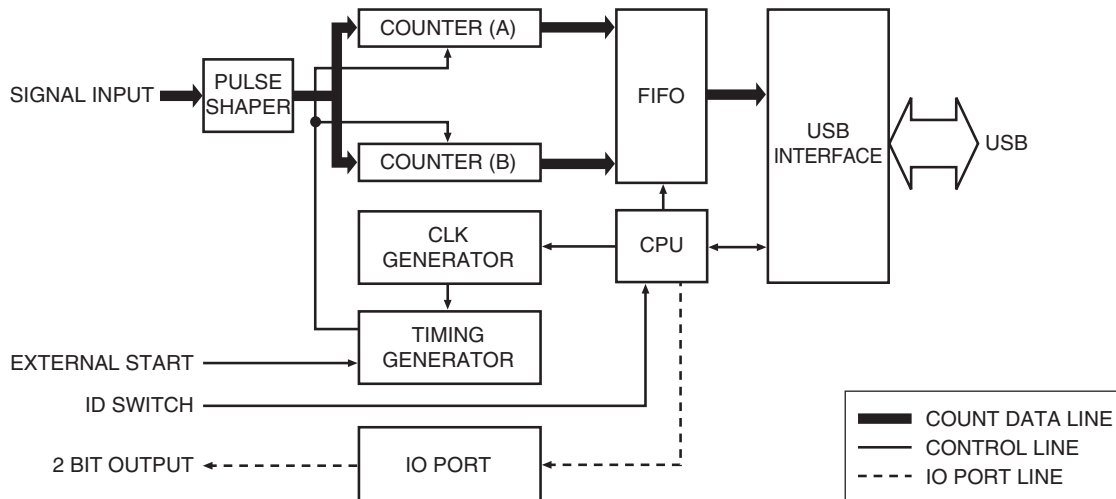 COUNTER (A)
SIGNAL INPUT
PULSE
SHAPER
FIFO
USB
INTERFACE
USB
COUNTER (B)
CLK
GENERATOR
CPU
TIMING
GENERATOR
EXTERNAL START
ID SWITCH
2 BIT OUTPUT
IO PORT
COUNT DATA LINE
CONTROL LINE
IO PORT LINE